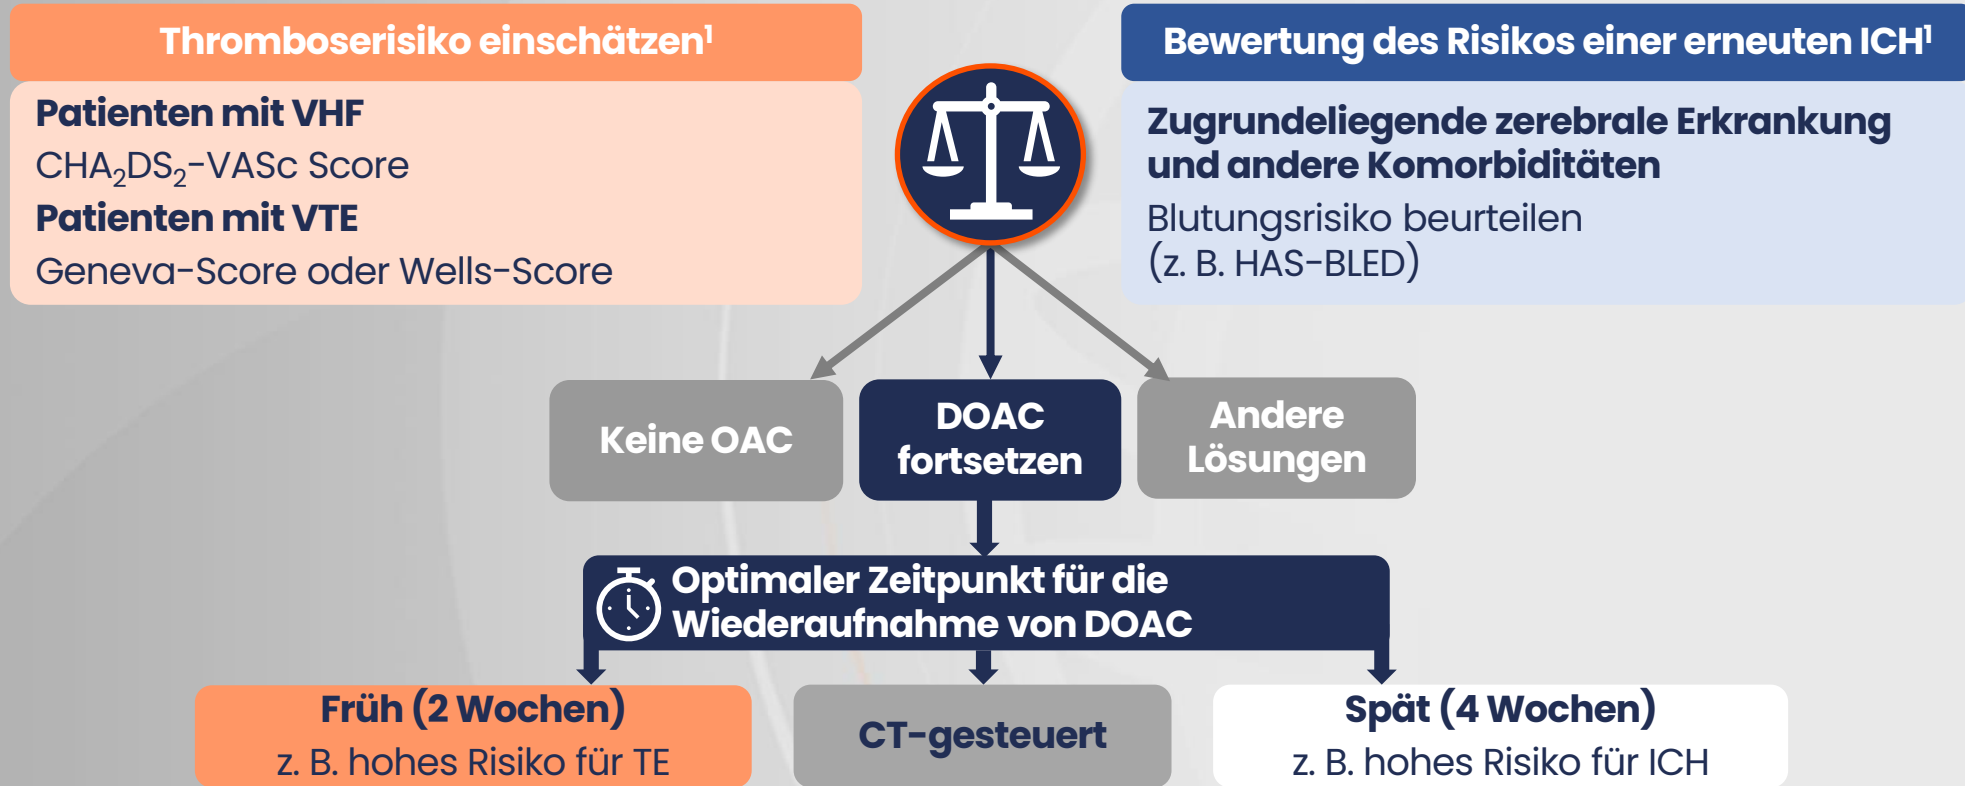 Thromboserisiko einschätzen¹
Patienten mit VHF
CHA₂DS₂-VASc Score
Patienten mit VTE
Geneva-Score oder Wells-Score
Bewertung des Risikos einer erneuten ICH¹
Zugrundeliegende zerebrale Erkrankung
und andere Komorbiditäten
Blutungsrisiko beurteilen
(z. B. HAS-BLED)
Keine OAC
DOAC
fortsetzen
Andere
Lösungen
Optimaler Zeitpunkt für die
Wiederaufnahme von DOAC
Früh (2 Wochen)
z. B. hohes Risiko für TE
CT-gesteuert
Spät (4 Wochen)
z. B. hohes Risiko für ICH